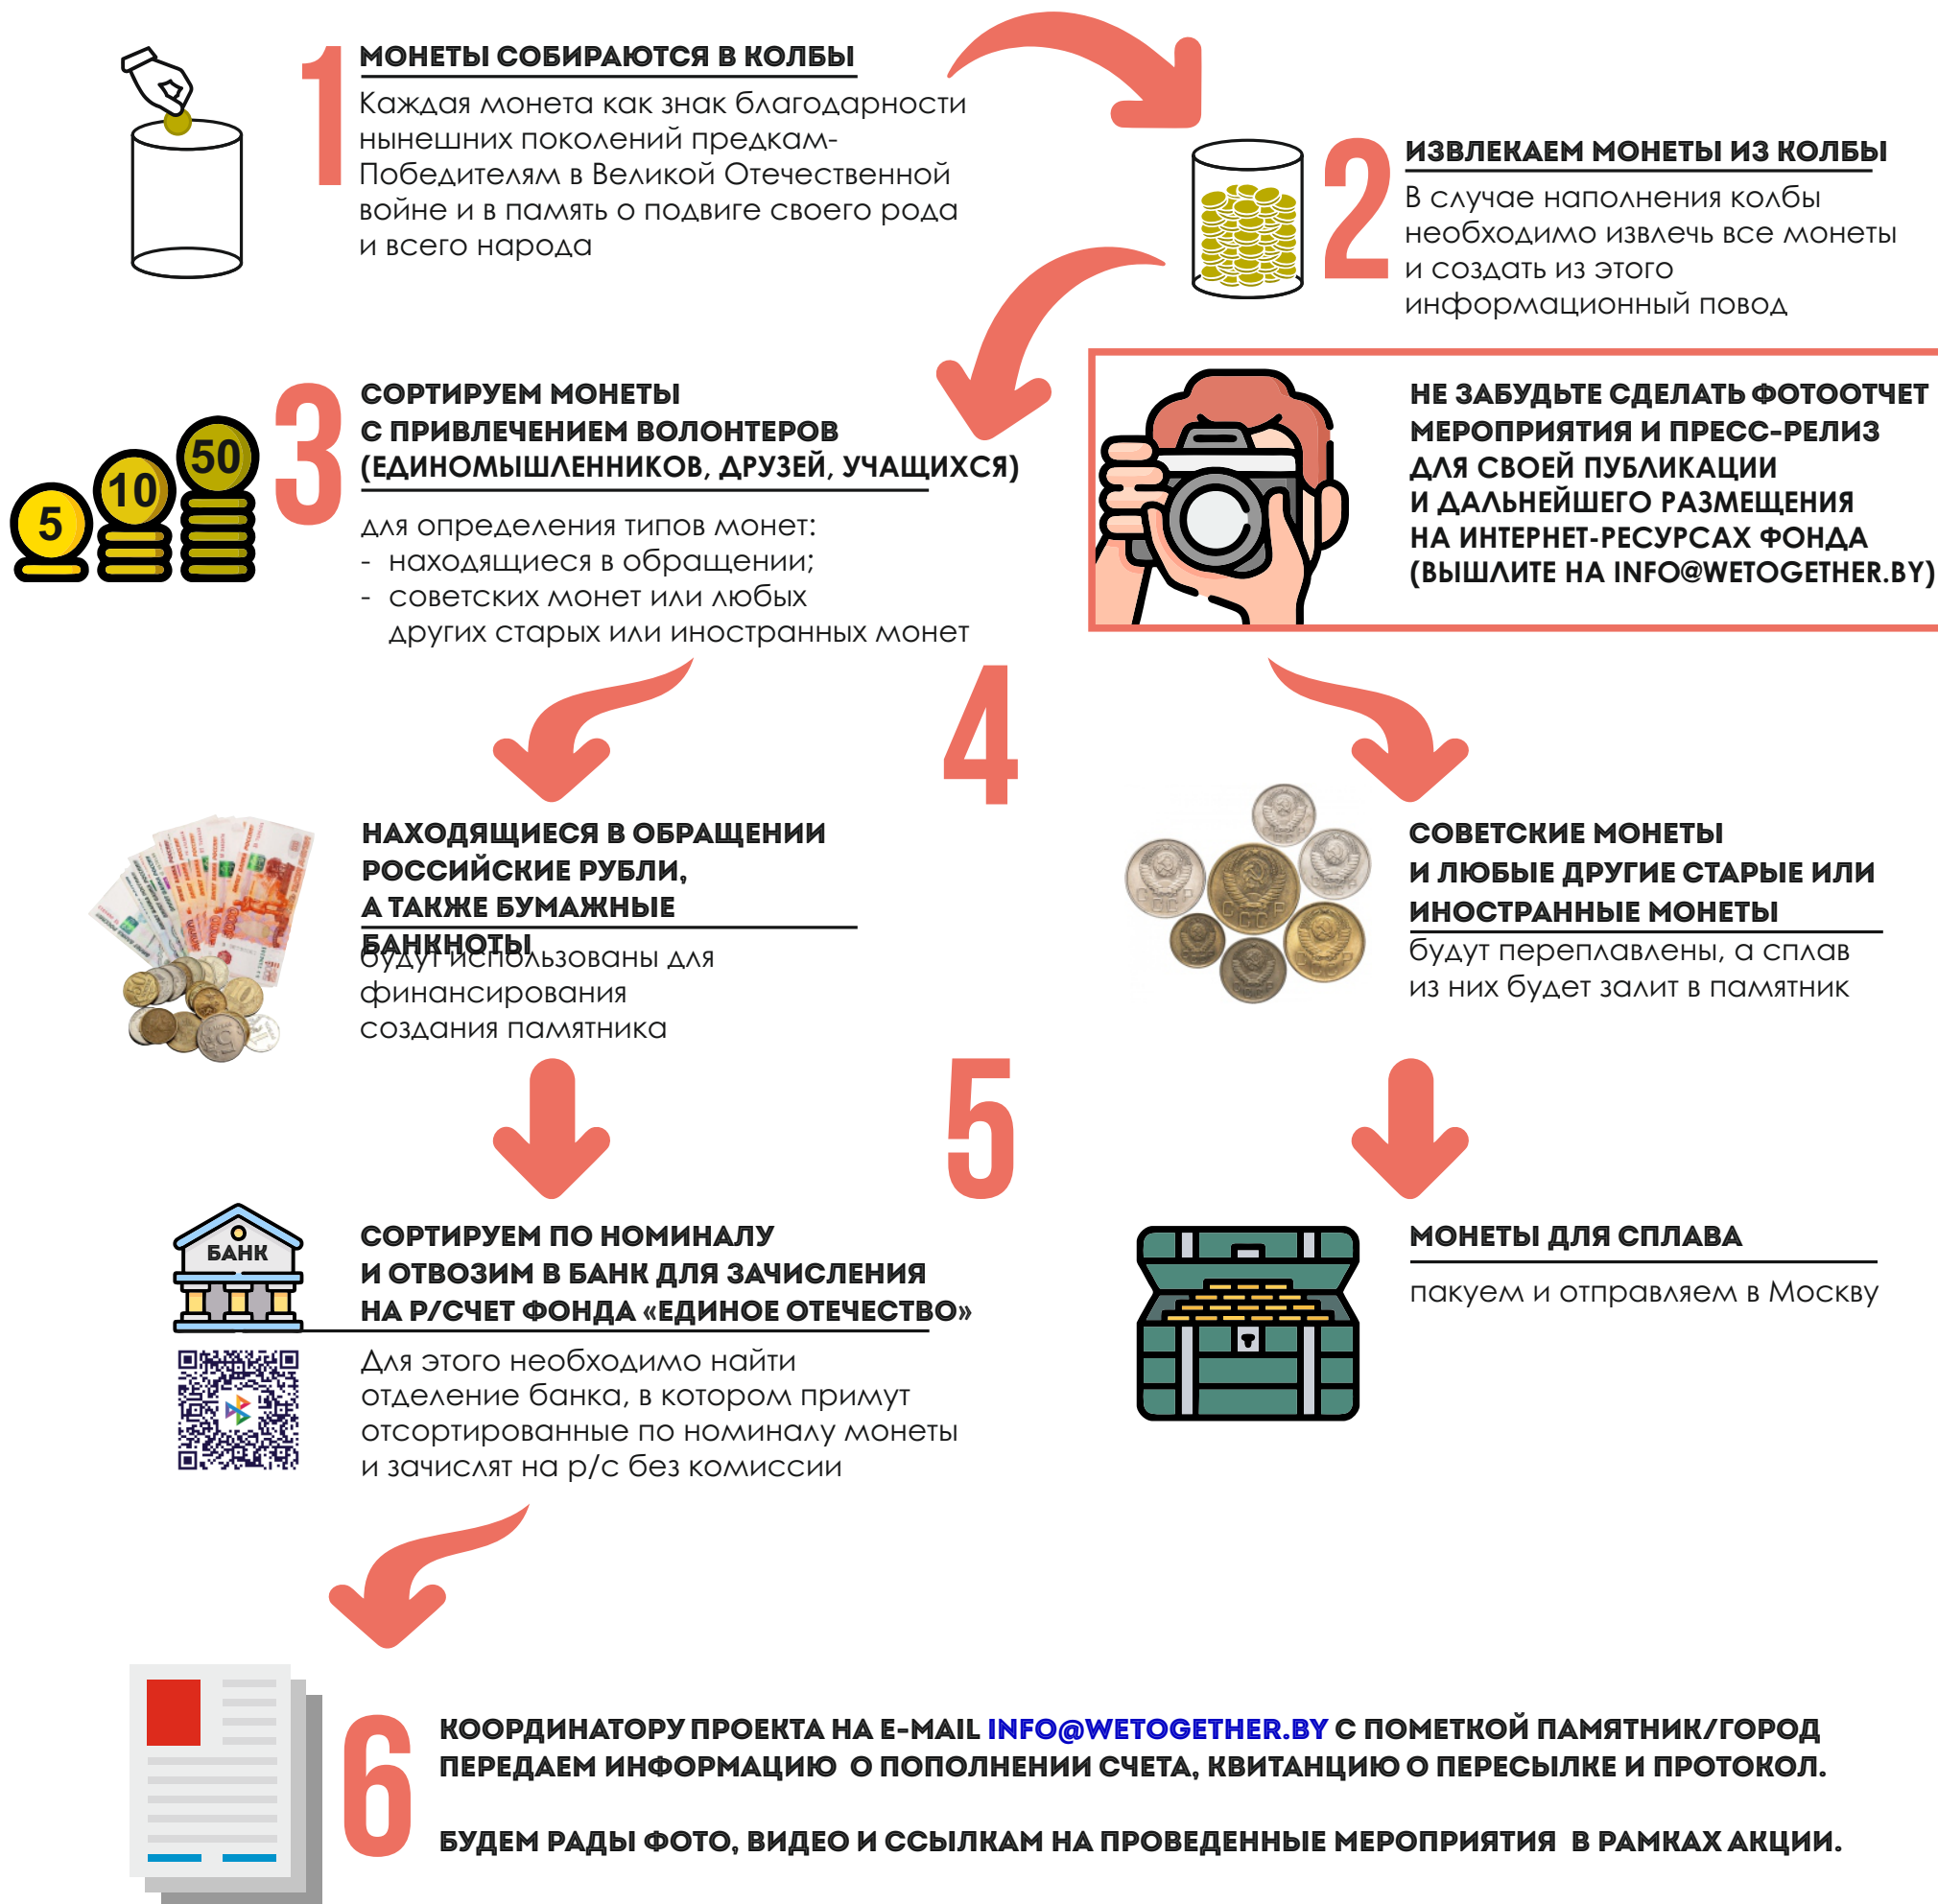 1
МОНЕТЫ СОБИРАЮТСЯ В КОЛБЫ
Каждая монета как знак благодарности
нынешних поколений предкам-
Победителям в Великой Отечественной
войне и в память о подвиге своего рода
и всего народа
2
ИЗВЛЕКАЕМ МОНЕТЫ ИЗ КОЛБЫ
В случае наполнения колбы
необходимо извлечь все монеты
и создать из этого
информационный повод
5
10
50
3
СОРТИРУЕМ МОНЕТЫ
С ПРИВЛЕЧЕНИЕМ ВОЛОНТЕРОВ
(ЕДИНОМЫШЛЕННИКОВ, ДРУЗЕЙ, УЧАЩИХСЯ)
для определения типов монет:
- находящиеся в обращении;
- советских монет или любых
других старых или иностранных монет
НЕ ЗАБУДЬТЕ СДЕЛАТЬ ФОТООТЧЕТ
МЕРОПРИЯТИЯ И ПРЕСС-РЕЛИЗ
ДЛЯ СВОЕЙ ПУБЛИКАЦИИ
И ДАЛЬНЕЙШЕГО РАЗМЕЩЕНИЯ
НА ИНТЕРНЕТ-РЕСУРСАХ ФОНДА
(ВЫШЛИТЕ НА INFO@WETOGETHER.BY)
4
НАХОДЯЩИЕСЯ В ОБРАЩЕНИИ
РОССИЙСКИЕ РУБЛИ,
А ТАКЖЕ БУМАЖНЫЕ
БАНКНОТЫ
будут использованы для
финансирования
создания памятника
СОВЕТСКИЕ МОНЕТЫ
И ЛЮБЫЕ ДРУГИЕ СТАРЫЕ ИЛИ
ИНОСТРАННЫЕ МОНЕТЫ
будут переплавлены, а сплав
из них будет залит в памятник
5
БАНК
СОРТИРУЕМ ПО НОМИНАЛУ
И ОТВОЗИМ В БАНК ДЛЯ ЗАЧИСЛЕНИЯ
НА Р/СЧЕТ ФОНДА «ЕДИНОЕ ОТЕЧЕСТВО»
Для этого необходимо найти
отделение банка, в котором примут
отсортированные по номиналу монеты
и зачислят на р/с без комиссии
МОНЕТЫ ДЛЯ СПЛАВА
пакуем и отправляем в Москву
6
КООРДИНАТОРУ ПРОЕКТА НА E-MAIL INFO@WETOGETHER.BY С ПОМЕТКОЙ ПАМЯТНИК/ГОРОД
ПЕРЕДАЕМ ИНФОРМАЦИЮ О ПОПОЛНЕНИИ СЧЕТА, КВИТАНЦИЮ О ПЕРЕСЫЛКЕ И ПРОТОКОЛ.
БУДЕМ РАДЫ ФОТО, ВИДЕО И ССЫЛКАМ НА ПРОВЕДЕННЫЕ МЕРОПРИЯТИЯ В РАМКАХ АКЦИИ.